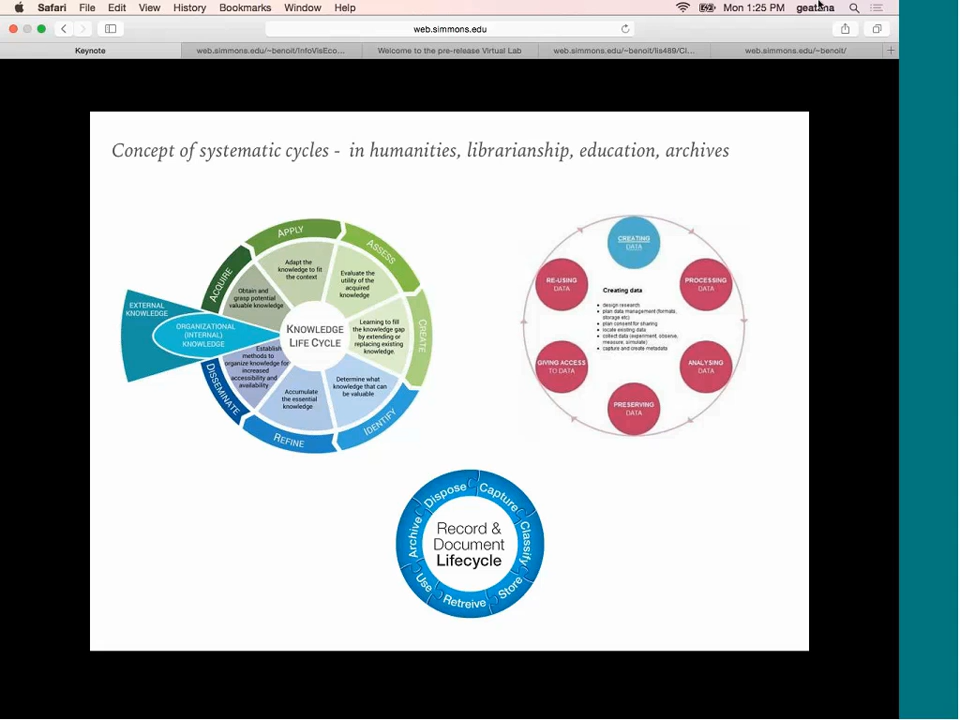 Safari File Edit View History Bookmarks Window Help
Mon 1:25 PM geatana
web.simmons.edu
Keynote
web.simmons.edu/~benoit/InfoVisEco...
Welcome to the pre-release Virtual Lab
web.simmons.edu/~benoit/lis489/Cl...
web.simmons.edu/~benoit/
Concept of systematic cycles - in humanities, librarianship, education, archives
EXTERNAL
KNOWLEDGE
ORGANIZATIONAL
(INTERNAL)
KNOWLEDGE
KNOWLEDGE
LIFE CYCLE
ACQUIRE
Obtain and
grasp potential
valuable knowledge
APPLY
Adapt the
knowledge to fit
the context
ASSESS
Evaluate the
utility of the
acquired
knowledge
CREATE
Learning to fill
the knowledge gap
by extending or
replacing existing
knowledge.
IDENTIFY
Determine what
knowledge that can
be valuable
REFINE
Accumulate
the essential
knowledge
DISSEMINATE
Establish
methods to
organize knowledge for
increased
accessibility and
availability
CREATING
DATA
PROCESSING
DATA
ANALYSING
DATA
PRESERVING
DATA
GIVING ACCESS
TO DATA
RE-USING
DATA
Creating data
design research
plan data management (formats,
storage etc)
plan consent for sharing
locate existing data
collect data (experiment, observe,
measure, simulate)
capture and create metadata
Record &
Document
Lifecycle
Capture
Classify
Store
Retreive
Use
Archive
Dispose